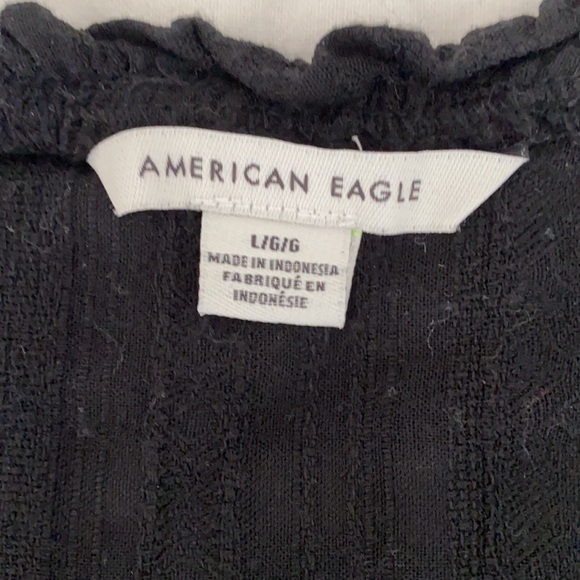 AMERICAN EAGLE
L/G/G
MADE IN INDONESIA
FABRIQUÉ EN
INDONÉSIE